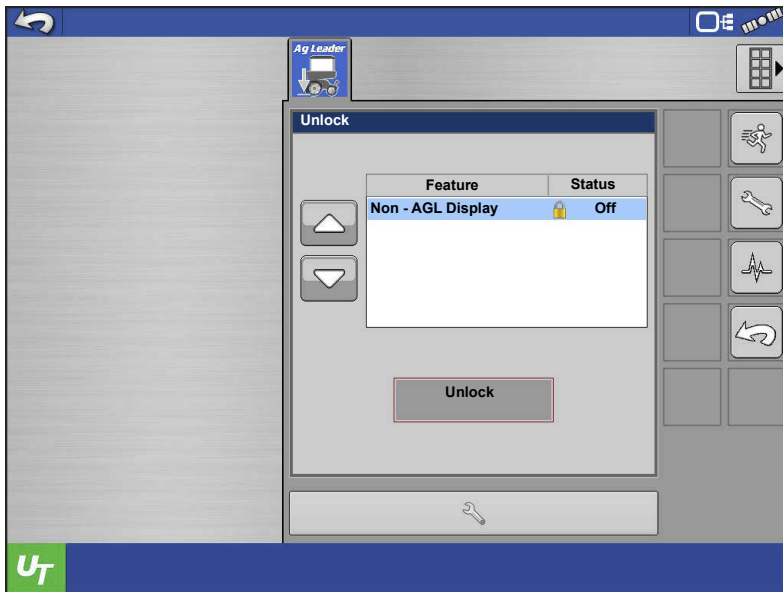 Ag Leader
Unlock
Feature Status
Non - AGL Display Off
Unlock
UT